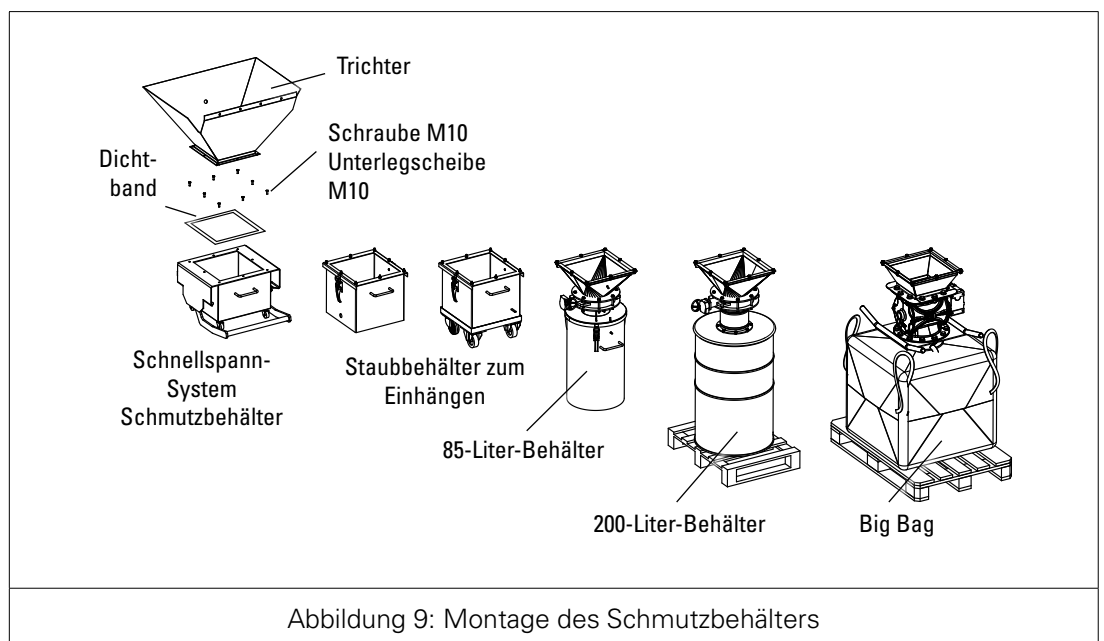 Trichter
Schraube M10
Unterlegscheibe
M10
Dicht-
band
Schnellspann-
System
Schmutzbehälter
Staubbehälter zum
Einhängen
85-Liter-Behälter
200-Liter-Behälter
Big Bag
Abbildung 9: Montage des Schmutzbehälters